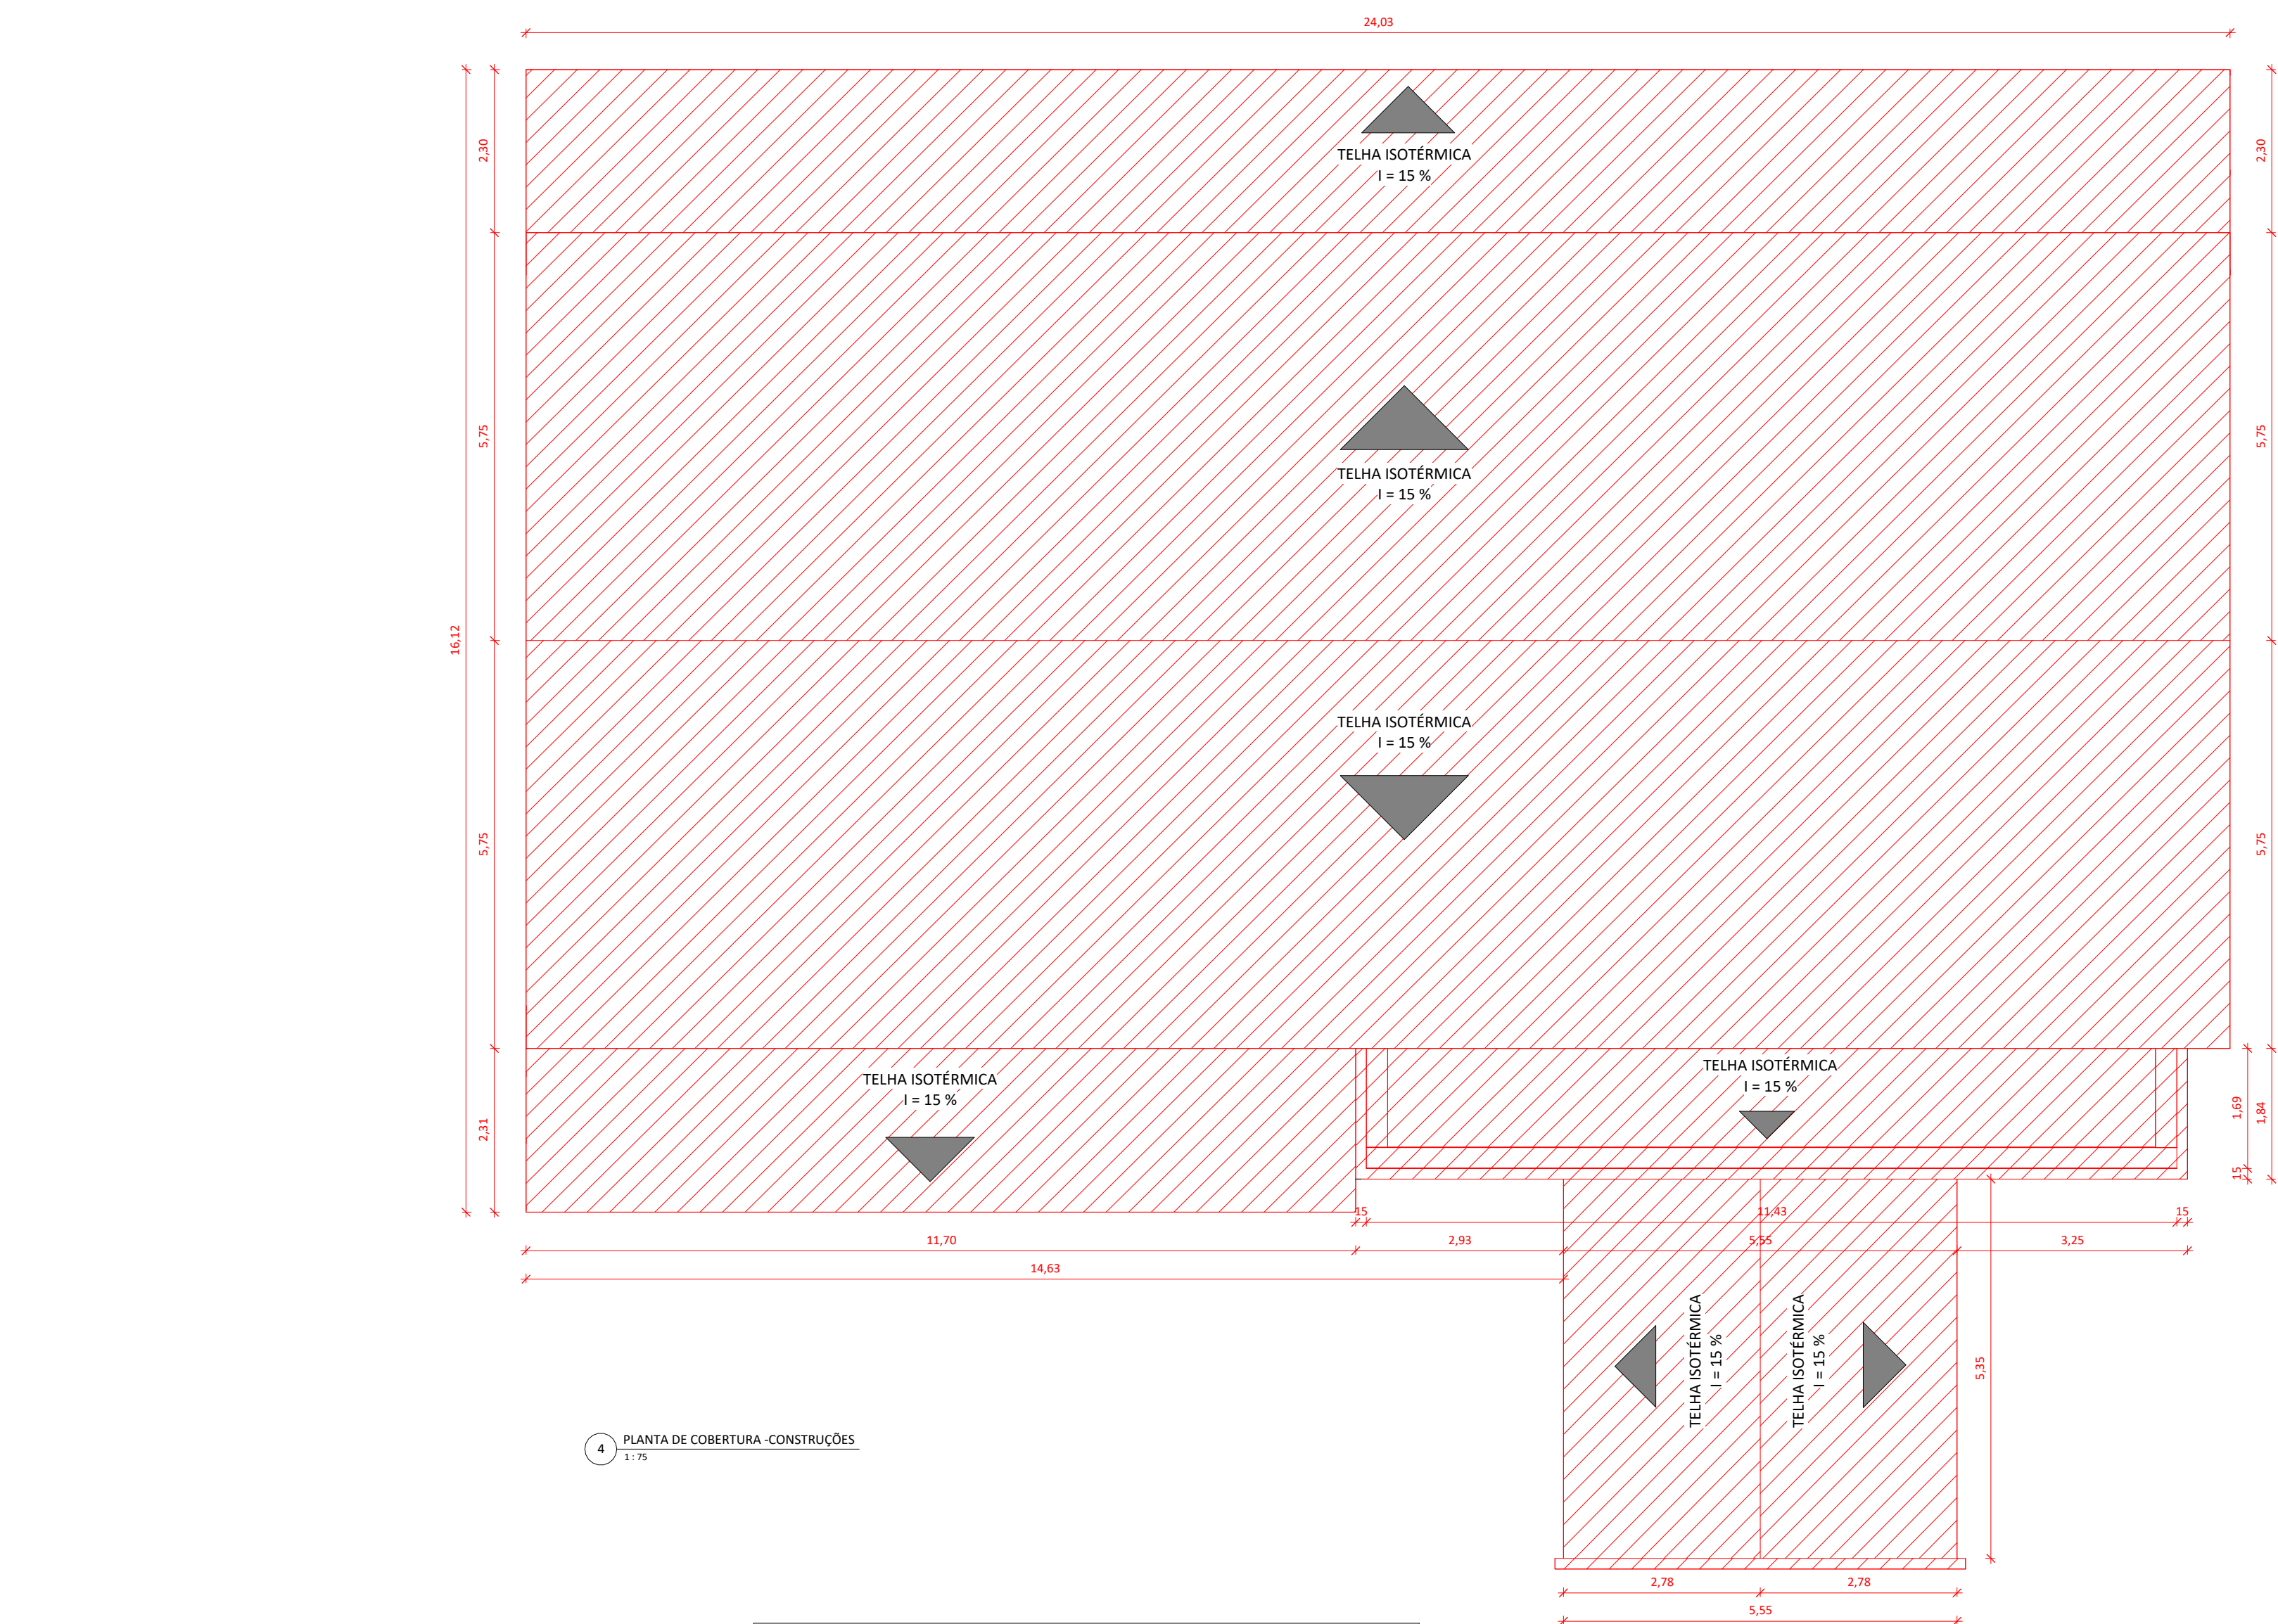 24,03
2,30
2,30
TELHA ISOTÉRMICA
I = 15 %
5,75
5,75
TELHA ISOTÉRMICA
I = 15 %
16,12
TELHA ISOTÉRMICA
I = 15 %
5,75
5,75
TELHA ISOTÉRMICA
I = 15 %
TELHA ISOTÉRMICA
I = 15 %
2,31
1,69
1,84
15
15
11,43
15
11,70
2,93
5,55
3,25
14,63
TELHA ISOTÉRMICA
I = 15 %
TELHA ISOTÉRMICA
I = 15 %
5,35
4
PLANTA DE COBERTURA -CONSTRUÇÕES
1 : 75
2,78
2,78
5,55